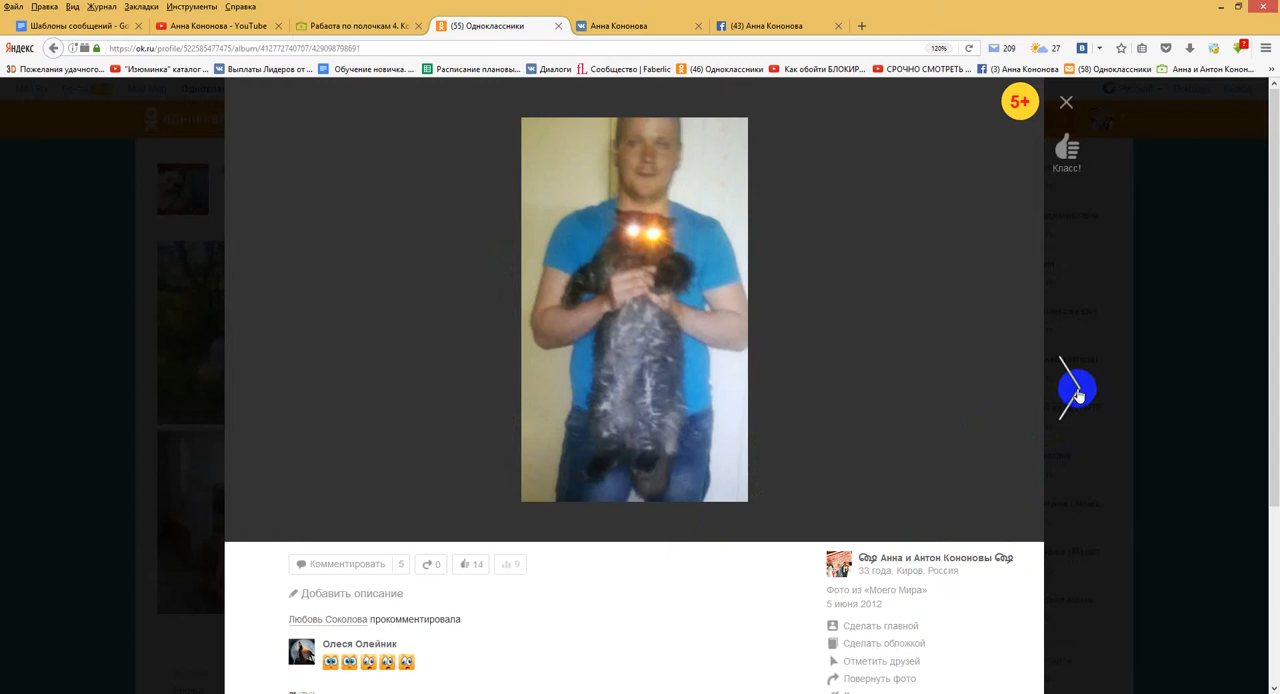 Файл Правка Вид Журнал Закладки Инструменты Справка
Шаблоны сообщений - Go
Анна Кононова - YouTube
Рабаота по полочкам 4. Ко
(55) Одноклассники
Анна Кононова
(43) Анна Кононова
Яндекс
https://ok.ru/profile/522585477475/album/412772740707/429098798691
120%
209
27
Пожелания удачного...
"Изюминка" каталог ...
Выплаты Лидеров от ...
Обучение новичка. ...
Расписание плановы...
Диалоги
Сообщество | Faberlic
(46) Одноклассники
Как обойти БЛОКИР...
СРОЧНО СМОТРЕТЬ ...
(3) Анна Кононова
(58) Одноклассники
Анна и Антон Конон...
5+
Класс!
Комментировать 5
0
14
9
Добавить описание
Любовь Соколова прокомментировала
Олеся Олейник
Анна и Антон Кононовы
33 года, Киров, Россия
Фото из «Моего Мира»
5 июня 2012
Сделать главной
Сделать обложкой
Отметить друзей
Повернуть фото